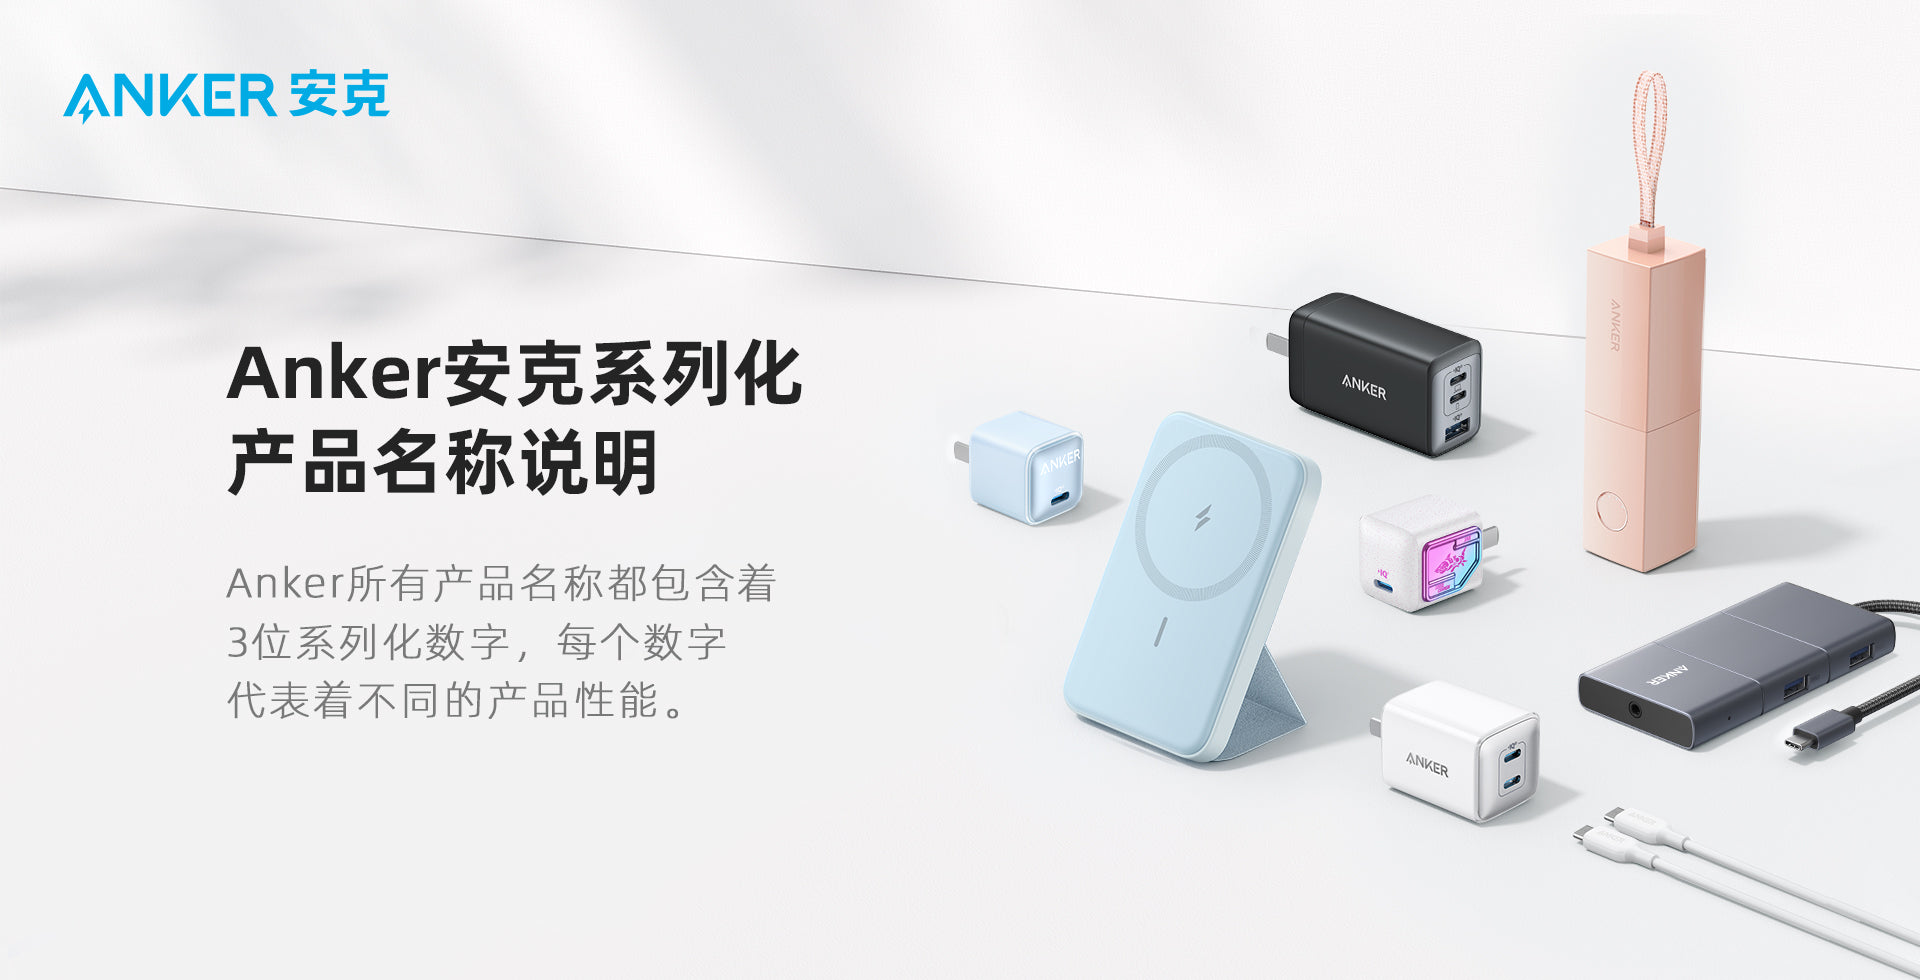 ANKER 安克
Anker安克系列化
产品名称说明
Anker所有产品名称都包含着
3位系列化数字，每个数字
代表着不同的产品性能。
ANKER
ANKER
ANKER
ANKER
ANKER